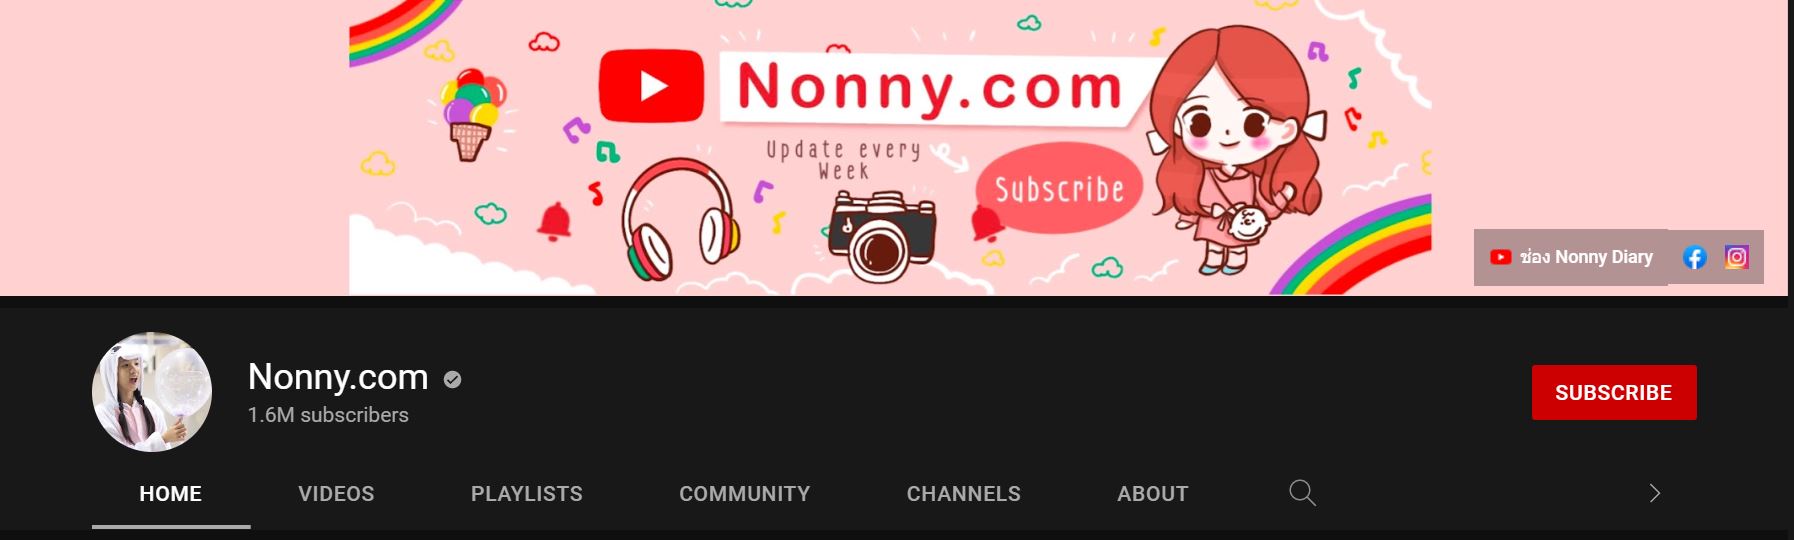 Nonny.com
Update every
Week
Subscribe
ช่อง Nonny Diary
Nonny.com
1.6M subscribers
SUBSCRIBE
HOME VIDEOS PLAYLISTS COMMUNITY CHANNELS ABOUT